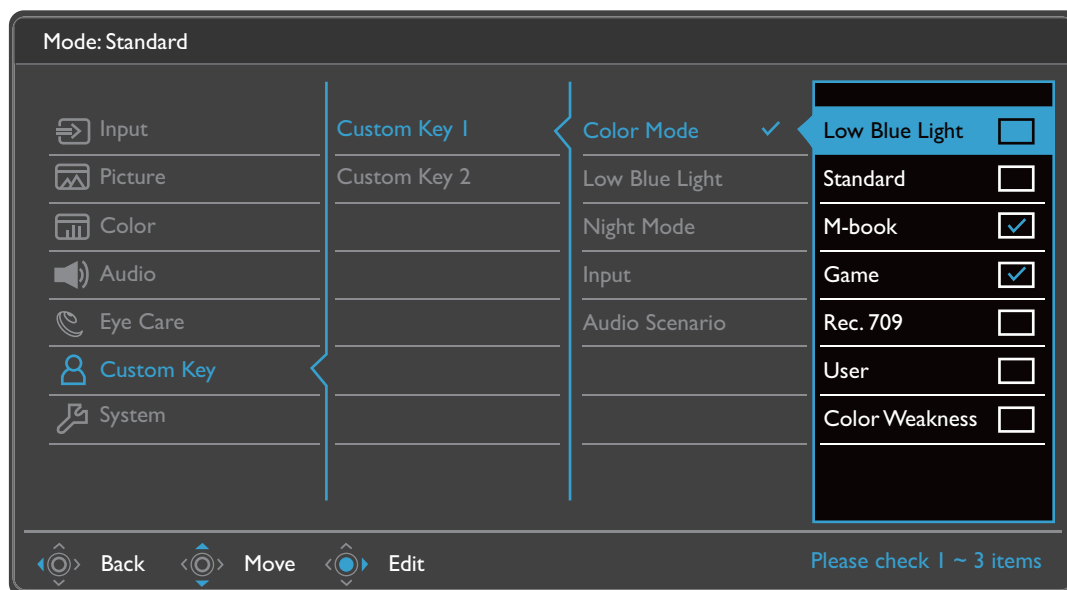 Mode: Standard
Input
Picture
Color
Audio
Eye Care
Custom Key
System
Custom Key 1
Custom Key 2
Color Mode
Low Blue Light
Night Mode
Input
Audio Scenario
Low Blue Light
Standard
M-book
Game
Rec. 709
User
Color Weakness
Back
Move
Edit
Please check 1 ~ 3 items